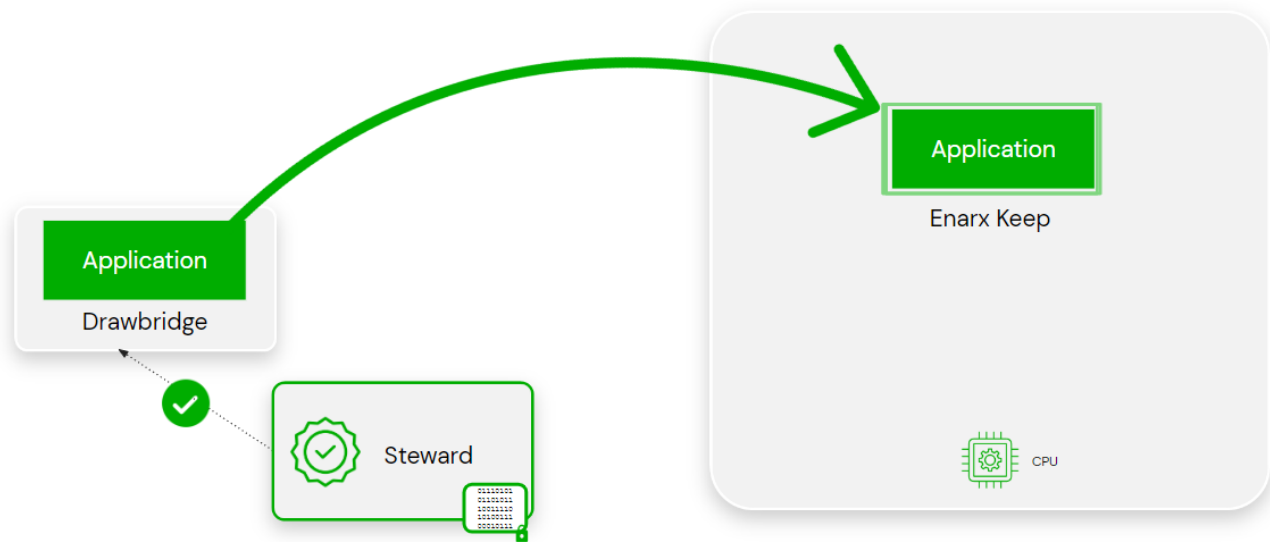 Application
Enarx Keep
Application
Drawbridge
Steward
CPU